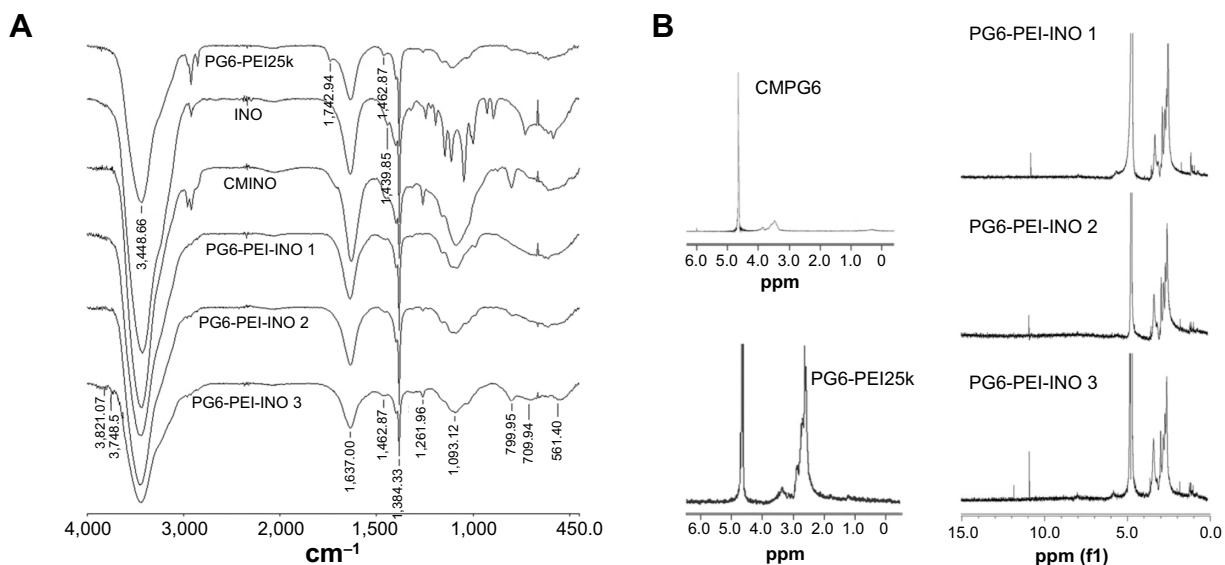 A
PG6-PEI25k
1,742.94
1,462.87
INO
1,439.85
CMINO
3,448.66
PG6-PEI-INO 1
PG6-PEI-INO 2
PG6-PEI-INO 3
3,821.07
3,748.5
1,637.00
1,462.87
1,384.33
1,261.96
1,093.12
799.95
709.94
561.40
4,000 3,000 1,500 1,000 450.0
cm–1
B
CMPG6
6.0 5.0 4.0 3.0 2.0 1.0 0
ppm
PG6-PEI25k
6.0 5.0 4.0 3.0 2.0 1.0 0
ppm
PG6-PEI-INO 1
PG6-PEI-INO 2
PG6-PEI-INO 3
15.0 10.0 5.0 0.0
ppm (f1)